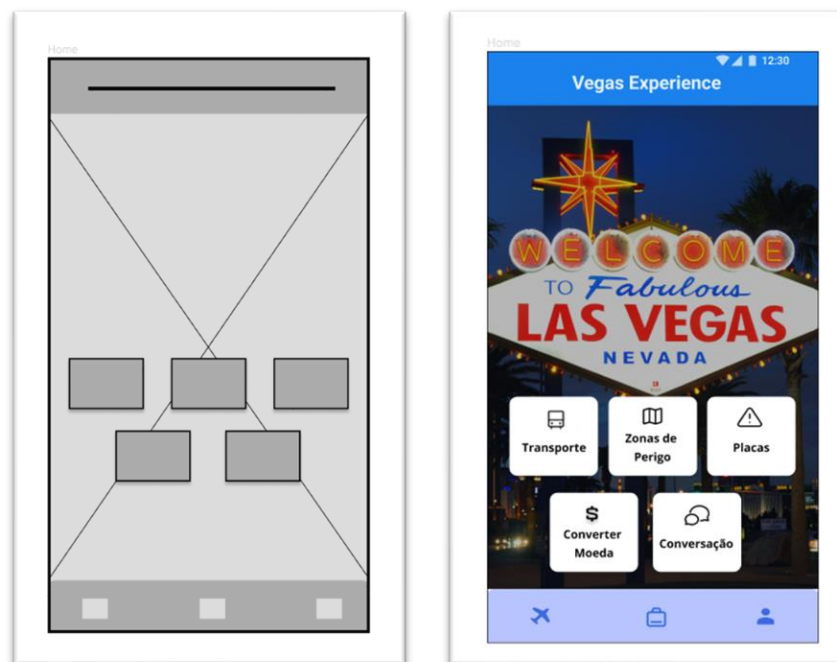 Home
Home
12:30
Vegas Experience
WELCOME
TO Fabulous
LAS VEGAS
NEVADA
Transporte
Zonas de
Perigo
Placas
$
Converter
Moeda
Conversação